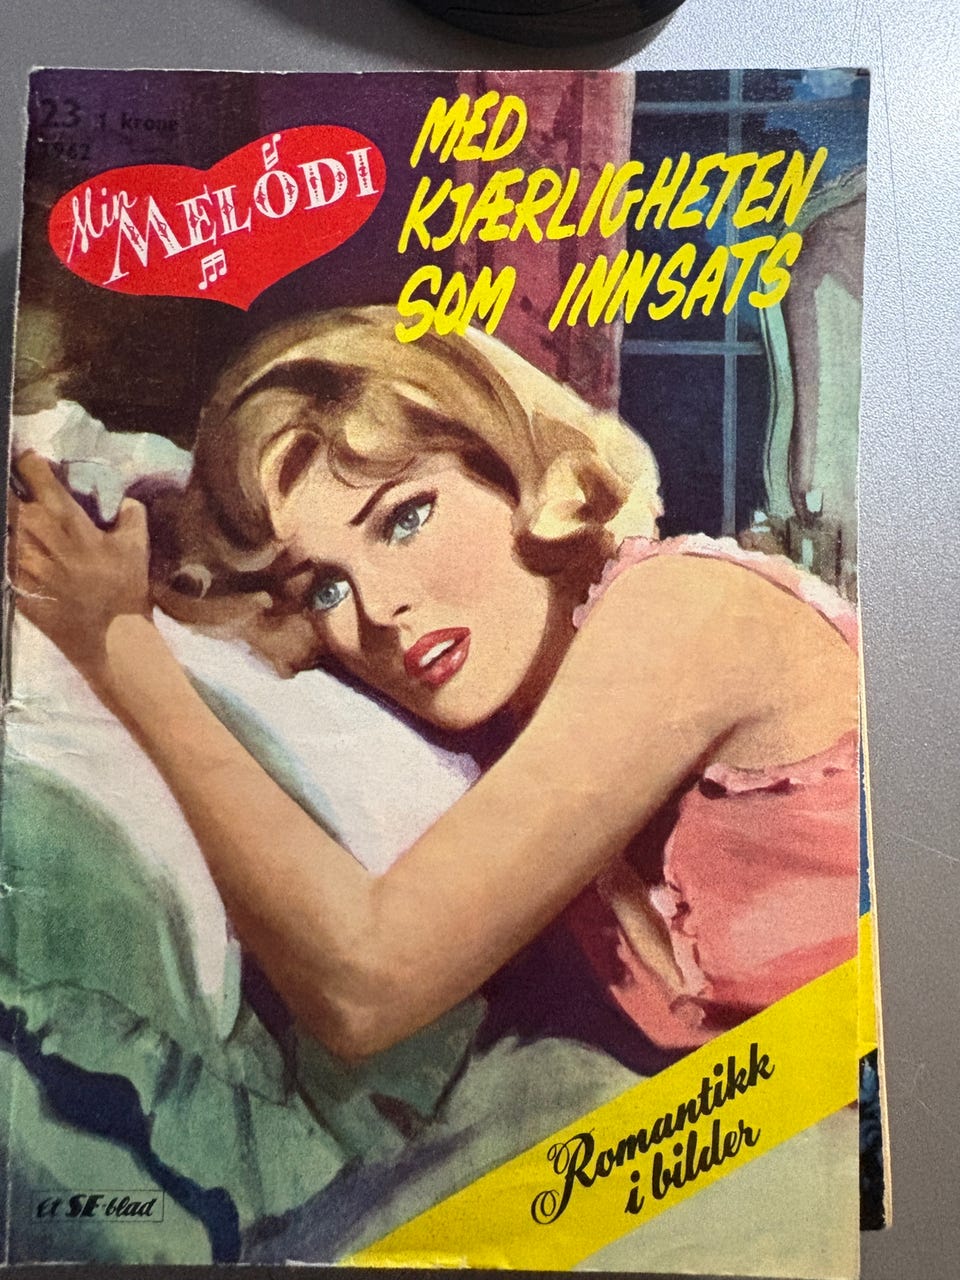 23 1 krone
1962
Min
MELODI
MED
KJÆRLIGHETEN
SOM INNSATS
Romantikk
i bilder
et SE-blad